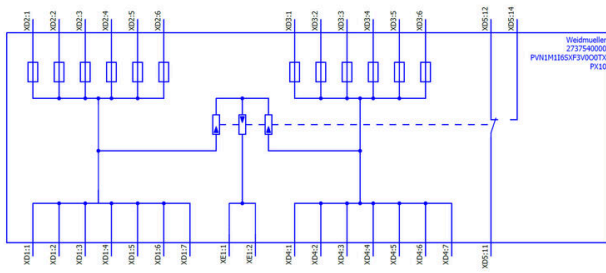 XD2:1
XD2:2
XD2:3
XD2:4
XD2:5
XD2:6
XD3:1
XD3:2
XD3:3
XD3:4
XD3:5
XD3:6
XD5:12
XD5:14
Weidmueller
2737540000
PVN1M1I6SXF3V0O0TX
PX10
XD1:1
XD1:2
XD1:3
XD1:4
XD1:5
XD1:6
XD1:7
XE1:1
XE1:2
XD4:1
XD4:2
XD4:3
XD4:4
XD4:5
XD4:6
XD4:7
XD5:11